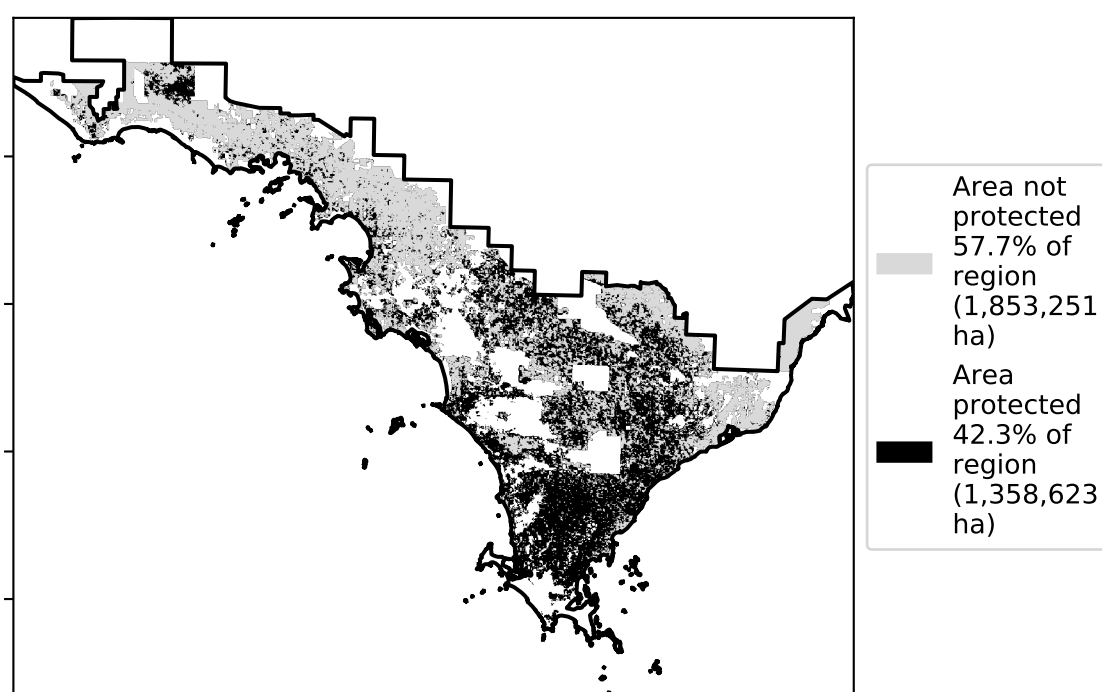 Area not
protected
57.7% of
region
(1,853,251
ha)
Area
protected
42.3% of
region
(1,358,623
ha)